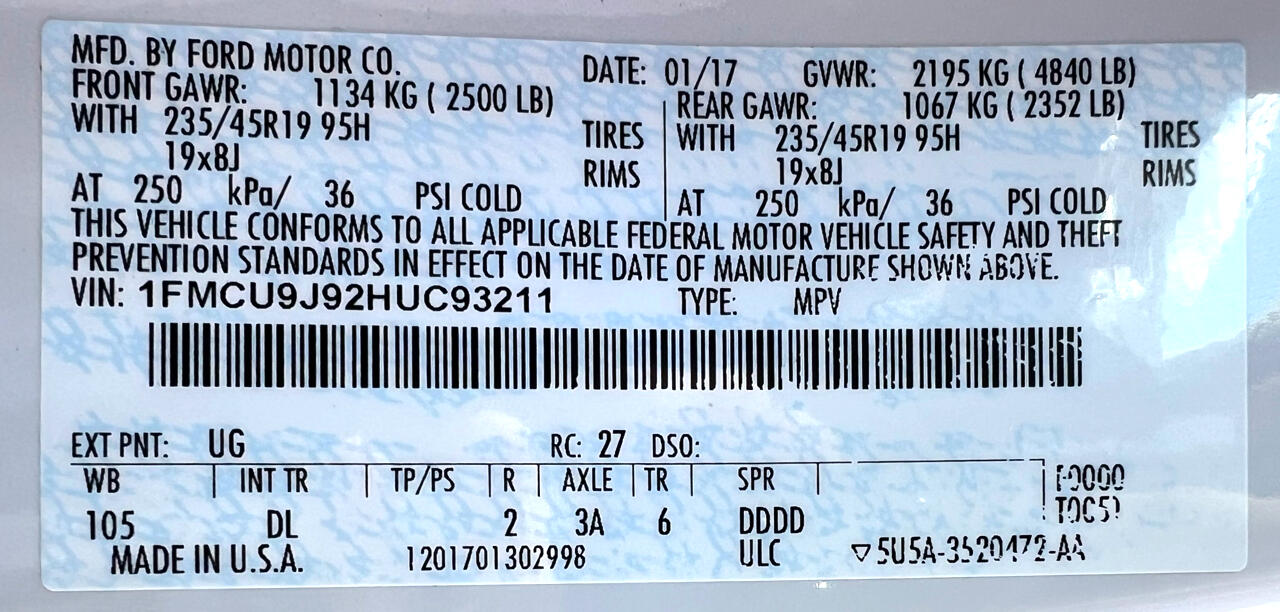 MFD. BY FORD MOTOR CO.
DATE: 01/17 GVWR: 2195 KG ( 4840 LB)
FRONT GAWR: 1134 KG ( 2500 LB) REAR GAWR: 1067 KG ( 2352 LB)
WITH 235/45R19 95H TIRES WITH 235/45R19 95H TIRES
19x8J RIMS 19x8J RIMS
AT 250 kPa/ 36 PSI COLD AT 250 kPa/ 36 PSI COLD
THIS VEHICLE CONFORMS TO ALL APPLICABLE FEDERAL MOTOR VEHICLE SAFETY AND THEFT
PREVENTION STANDARDS IN EFFECT ON THE DATE OF MANUFACTURE SHOWN ABOVE.
VIN: 1FMCU9J92HUC93211 TYPE: MPV
EXT PNT: UG RC: 27 DSO:
WB INT TR TP/PS R AXLE TR SPR
105 DL 2 3A 6 DDDD
MADE IN U.S.A. 1201701302998 ULC ▽5U5A-3520472-AA